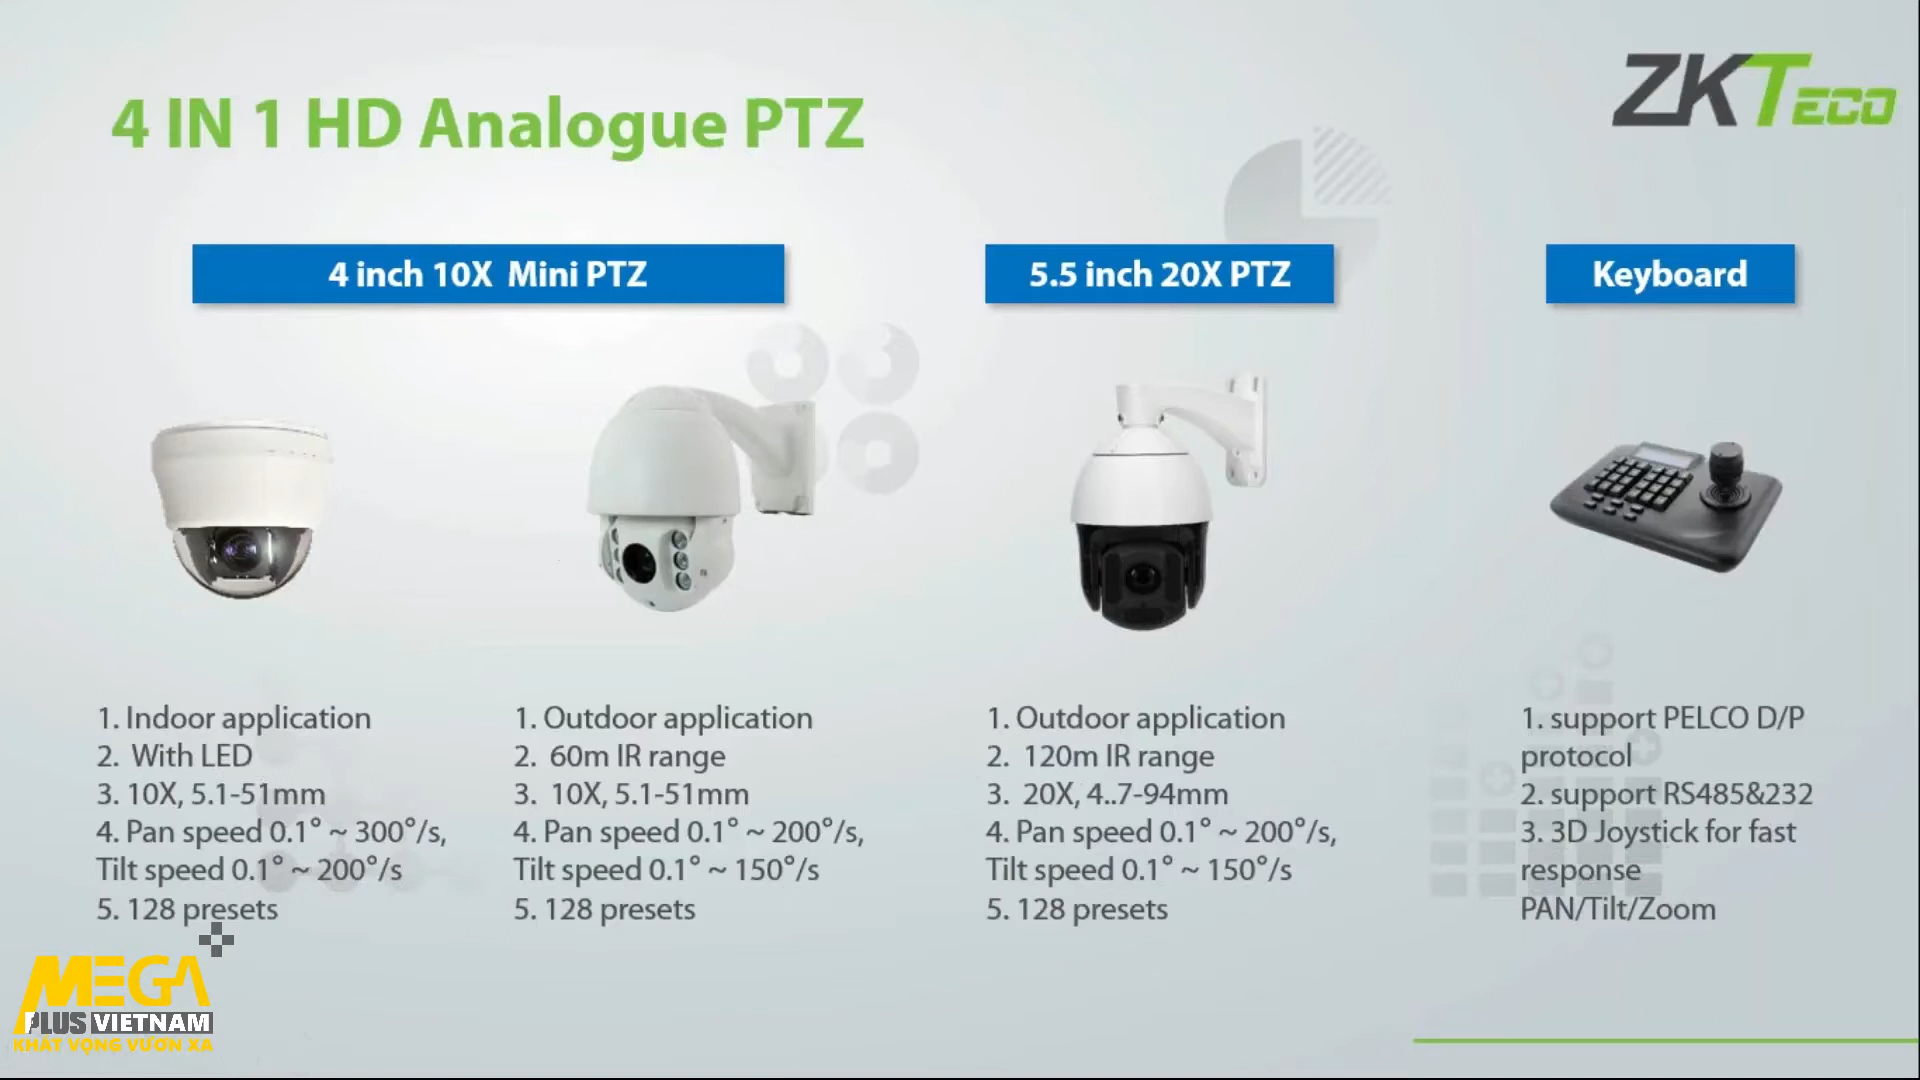 ZKTECO
4 IN 1 HD Analogue PTZ
4 inch 10X Mini PTZ
1. Indoor application
2. With LED
3. 10X, 5.1-51mm
4. Pan speed 0.1° ~ 300°/s,
Tilt speed 0.1° ~ 200°/s
5. 128 presets
1. Outdoor application
2. 60m IR range
3. 10X, 5.1-51mm
4. Pan speed 0.1° ~ 200°/s,
Tilt speed 0.1° ~ 150°/s
5. 128 presets
5.5 inch 20X PTZ
1. Outdoor application
2. 120m IR range
3. 20X, 4..7-94mm
4. Pan speed 0.1° ~ 200°/s,
Tilt speed 0.1° ~ 150°/s
5. 128 presets
Keyboard
1. support PELCO D/P
protocol
2. support RS485&232
3. 3D Joystick for fast
response
PAN/Tilt/Zoom
MEGA
PLUS VIETNAM
KHÁT VỌNG VƯƠN XA